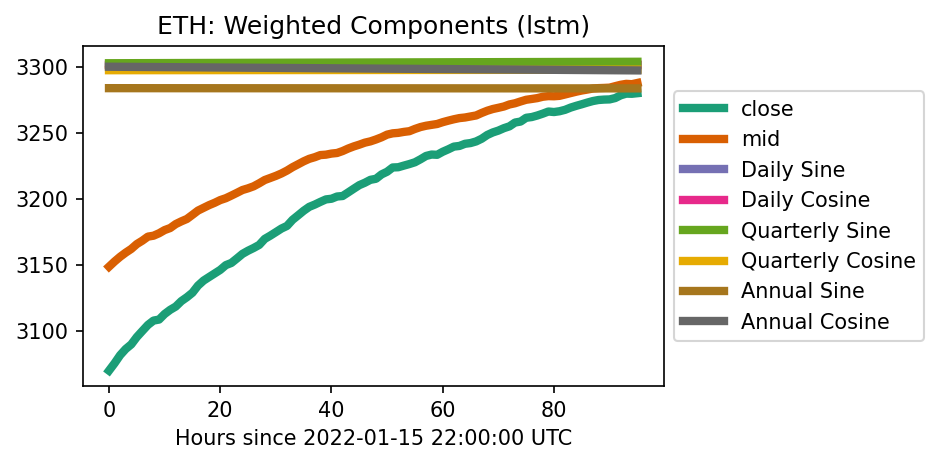 ETH: Weighted Components (lstm)
3300
3250
3200
3150
3100
0 20 40 60 80
Hours since 2022-01-15 22:00:00 UTC
close
mid
Daily Sine
Daily Cosine
Quarterly Sine
Quarterly Cosine
Annual Sine
Annual Cosine